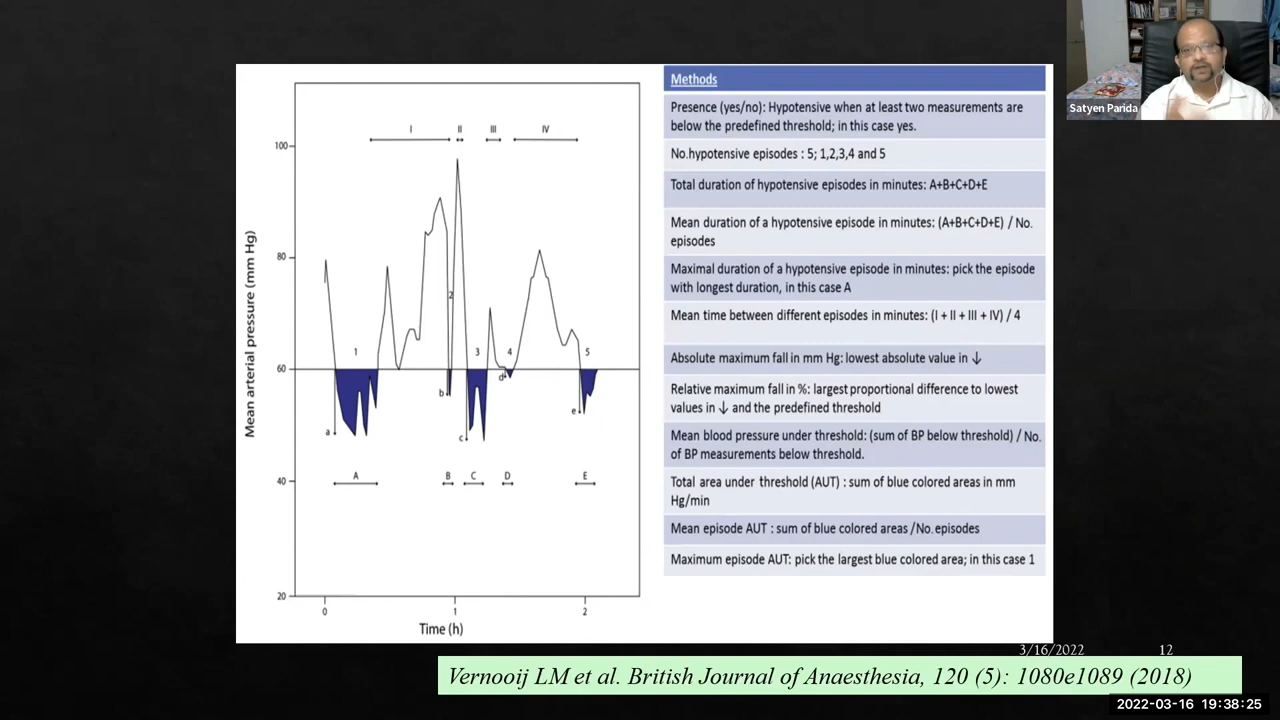 Satyen Parida
Mean arterial pressure (mm Hg)
100
80
60
40
20
I
II
III
IV
1
2
3
4
5
a
b
c
d
e
A
B
C
D
E
0
1
2
Time (h)
Methods
Presence (yes/no): Hypotensive when at least two measurements are
below the predefined threshold; in this case yes.
No.hypotensive episodes : 5; 1,2,3,4 and 5
Total duration of hypotensive episodes in minutes: A+B+C+D+E
Mean duration of a hypotensive episode in minutes: (A+B+C+D+E) / No.
episodes
Maximal duration of a hypotensive episode in minutes: pick the episode
with longest duration, in this case A
Mean time between different episodes in minutes: (I + II + III + IV) / 4
Absolute maximum fall in mm Hg: lowest absolute value in ↓
Relative maximum fall in %: largest proportional difference to lowest
values in ↓ and the predefined threshold
Mean blood pressure under threshold: (sum of BP below threshold) / No.
of BP measurements below threshold.
Total area under threshold (AUT) : sum of blue colored areas in mm
Hg/min
Mean episode AUT : sum of blue colored areas /No. episodes
Maximum episode AUT: pick the largest blue colored area; in this case 1
3/16/2022
12
Vernooij LM et al. British Journal of Anaesthesia, 120 (5): 1080e1089 (2018)
2022-03-16 19:38:25